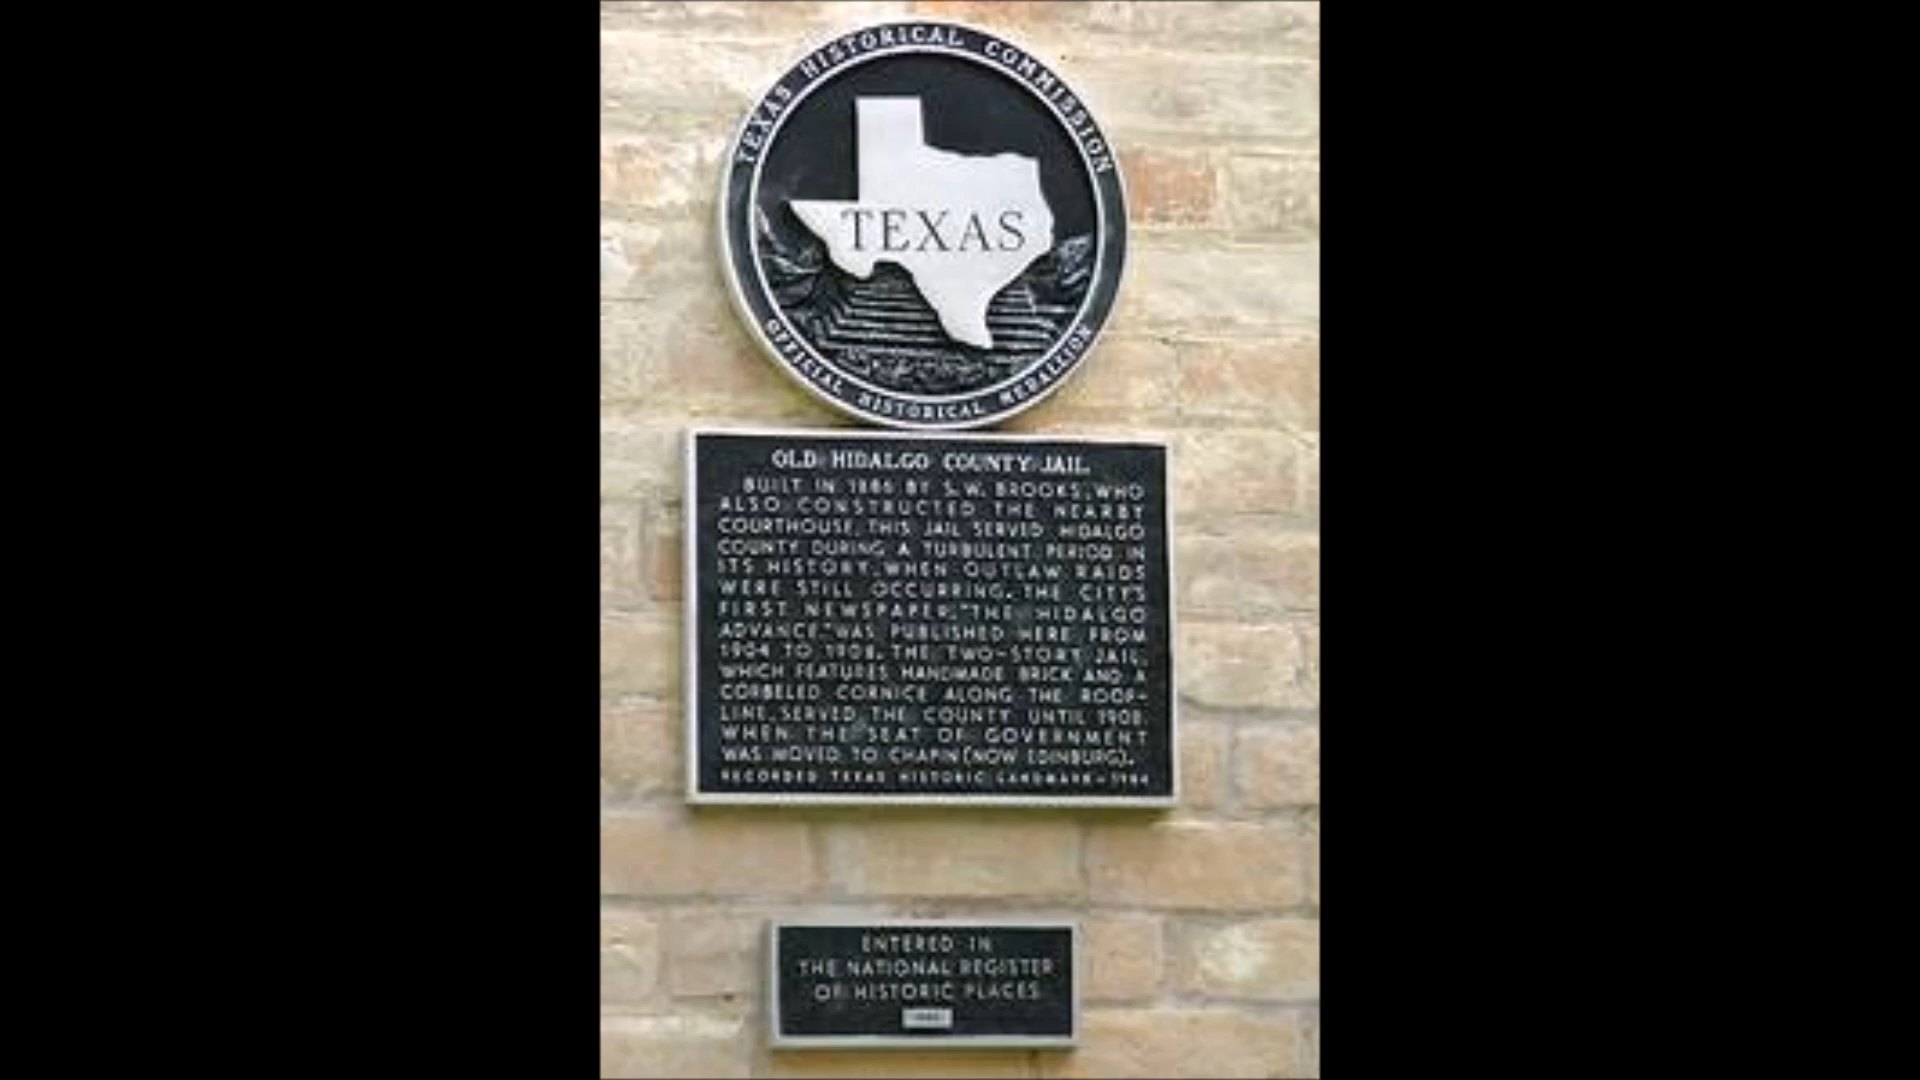 TEXAS HISTORICAL COMMISSION
TEXAS
OFFICIAL HISTORICAL MEDALLION
OLD HIDALGO COUNTY JAIL
BUILT IN 1886 BY S.W. BROOKS, WHO
ALSO CONSTRUCTED THE NEARBY
COURTHOUSE, THIS JAIL SERVED HIDALGO
COUNTY DURING A TURBULENT PERIOD IN
ITS HISTORY, WHEN OUTLAW RAIDS
WERE STILL OCCURRING. THE CITY'S
FIRST NEWSPAPER, "THE HIDALGO
ADVANCE," WAS PUBLISHED HERE FROM
1904 TO 1908. THE TWO-STORY JAIL,
WHICH FEATURES HANDMADE BRICK AND A
CORBELED CORNICE ALONG THE ROOF-
LINE, SERVED THE COUNTY UNTIL 1908,
WHEN THE SEAT OF GOVERNMENT
WAS MOVED TO CHAPIN (NOW EDINBURG).
RECORDED TEXAS HISTORIC LANDMARK - 1984
ENTERED IN
THE NATIONAL REGISTER
OF HISTORIC PLACES